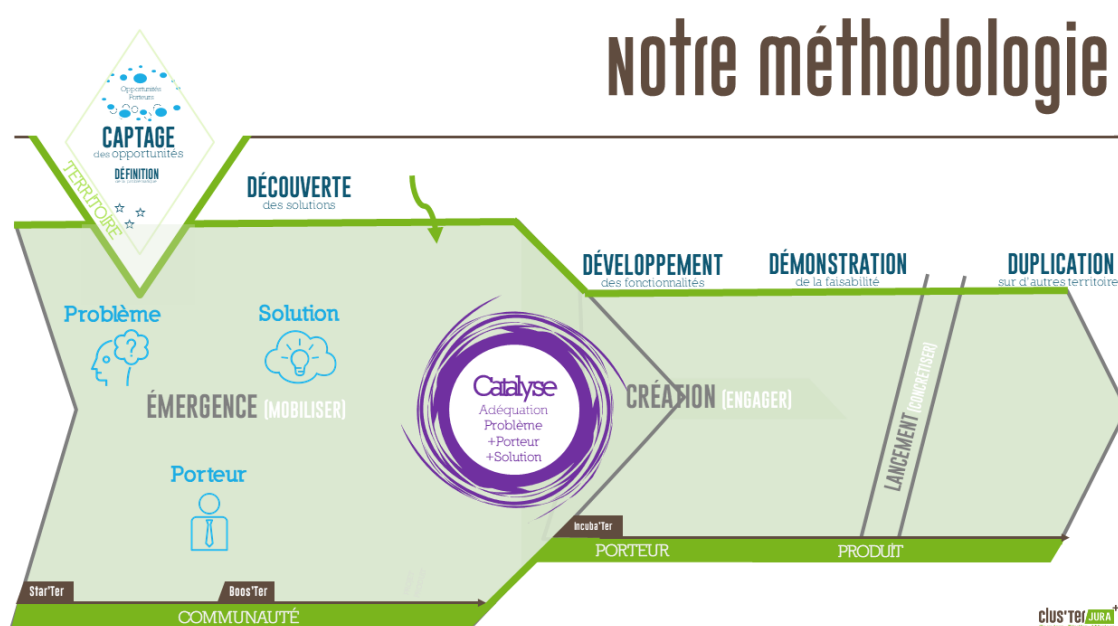 Notre méthodologie
Opportunités
Porteurs
CAPTAGE
des opportunités
DÉFINITION
TERRITOIRE
DÉCOUVERTE
des solutions
DÉVELOPPEMENT
des fonctionnalités
DÉMONSTRATION
de la faisabilité
DUPLICATION
sur d'autres territoire
Problème
Solution
ÉMERGENCE (MOBILISER)
Porteur
Catalyse
Adéquation
Problème
+Porteur
+Solution
CRÉATION (ENGAGER)
LANCEMENT (CONCRETISER)
Star'Ter
Boos'Ter
Incuba'Ter
COMMUNAUTÉ
PORTEUR
PRODUIT
clus'ter JURA